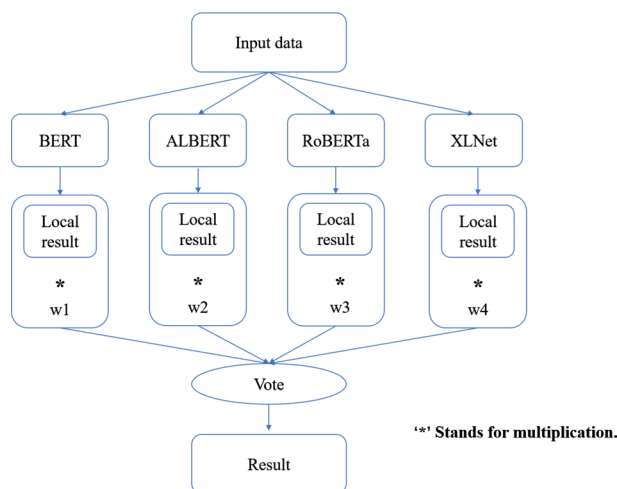 Input data
BERT
ALBERT
RoBERTa
XLNet
Local
result
*
w1
Local
result
*
w2
Local
result
*
w3
Local
result
*
w4
Vote
‘*’ Stands for multiplication.
Result